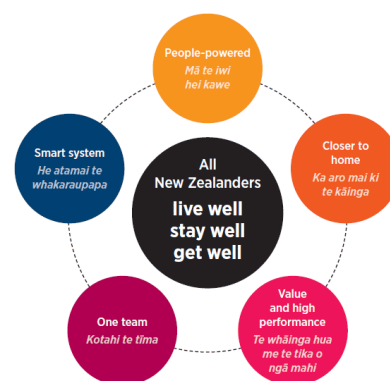 People-powered
Mā te iwi
hei kawe
Smart system
He atamai te
whakaraupapa
All
New Zealanders
live well
stay well
get well
Closer to
home
Ka aro mai ki
te kāinga
One team
Kotahi te tīma
Value
and high
performance
Te whāinga hua
me te tika o
ngā mahi